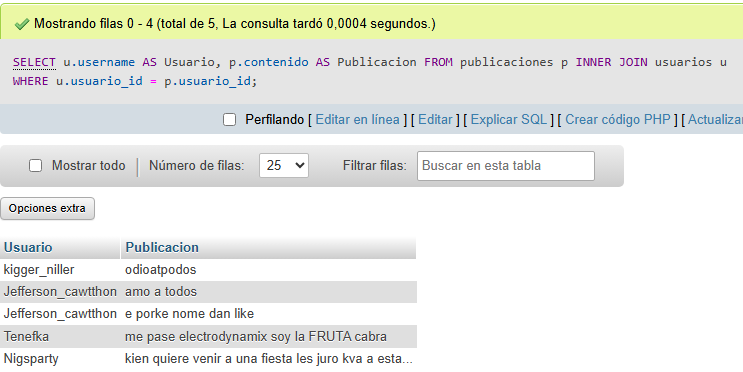 Mostrando filas 0 - 4 (total de 5, La consulta tardó 0,0004 segundos.)
SELECT u.username AS Usuario, p.contenido AS Publicacion FROM publicaciones p INNER JOIN usuarios u
WHERE u.usuario_id = p.usuario_id;
Perfilando [ Editar en línea ] [ Editar ] [ Explicar SQL ] [ Crear código PHP ] [ Actualizar
Mostrar todo | Número de filas: 25 Filtrar filas: Buscar en esta tabla
Opciones extra
Usuario Publicacion
kigger_niller odioatpodos
Jefferson_cawtthon amo a todos
Jefferson_cawtthon e porke nome dan like
Tenefka me pase electrodynamix soy la FRUTA cabra
Nigsparty kien quiere venir a una fiesta les juro kva a esta...